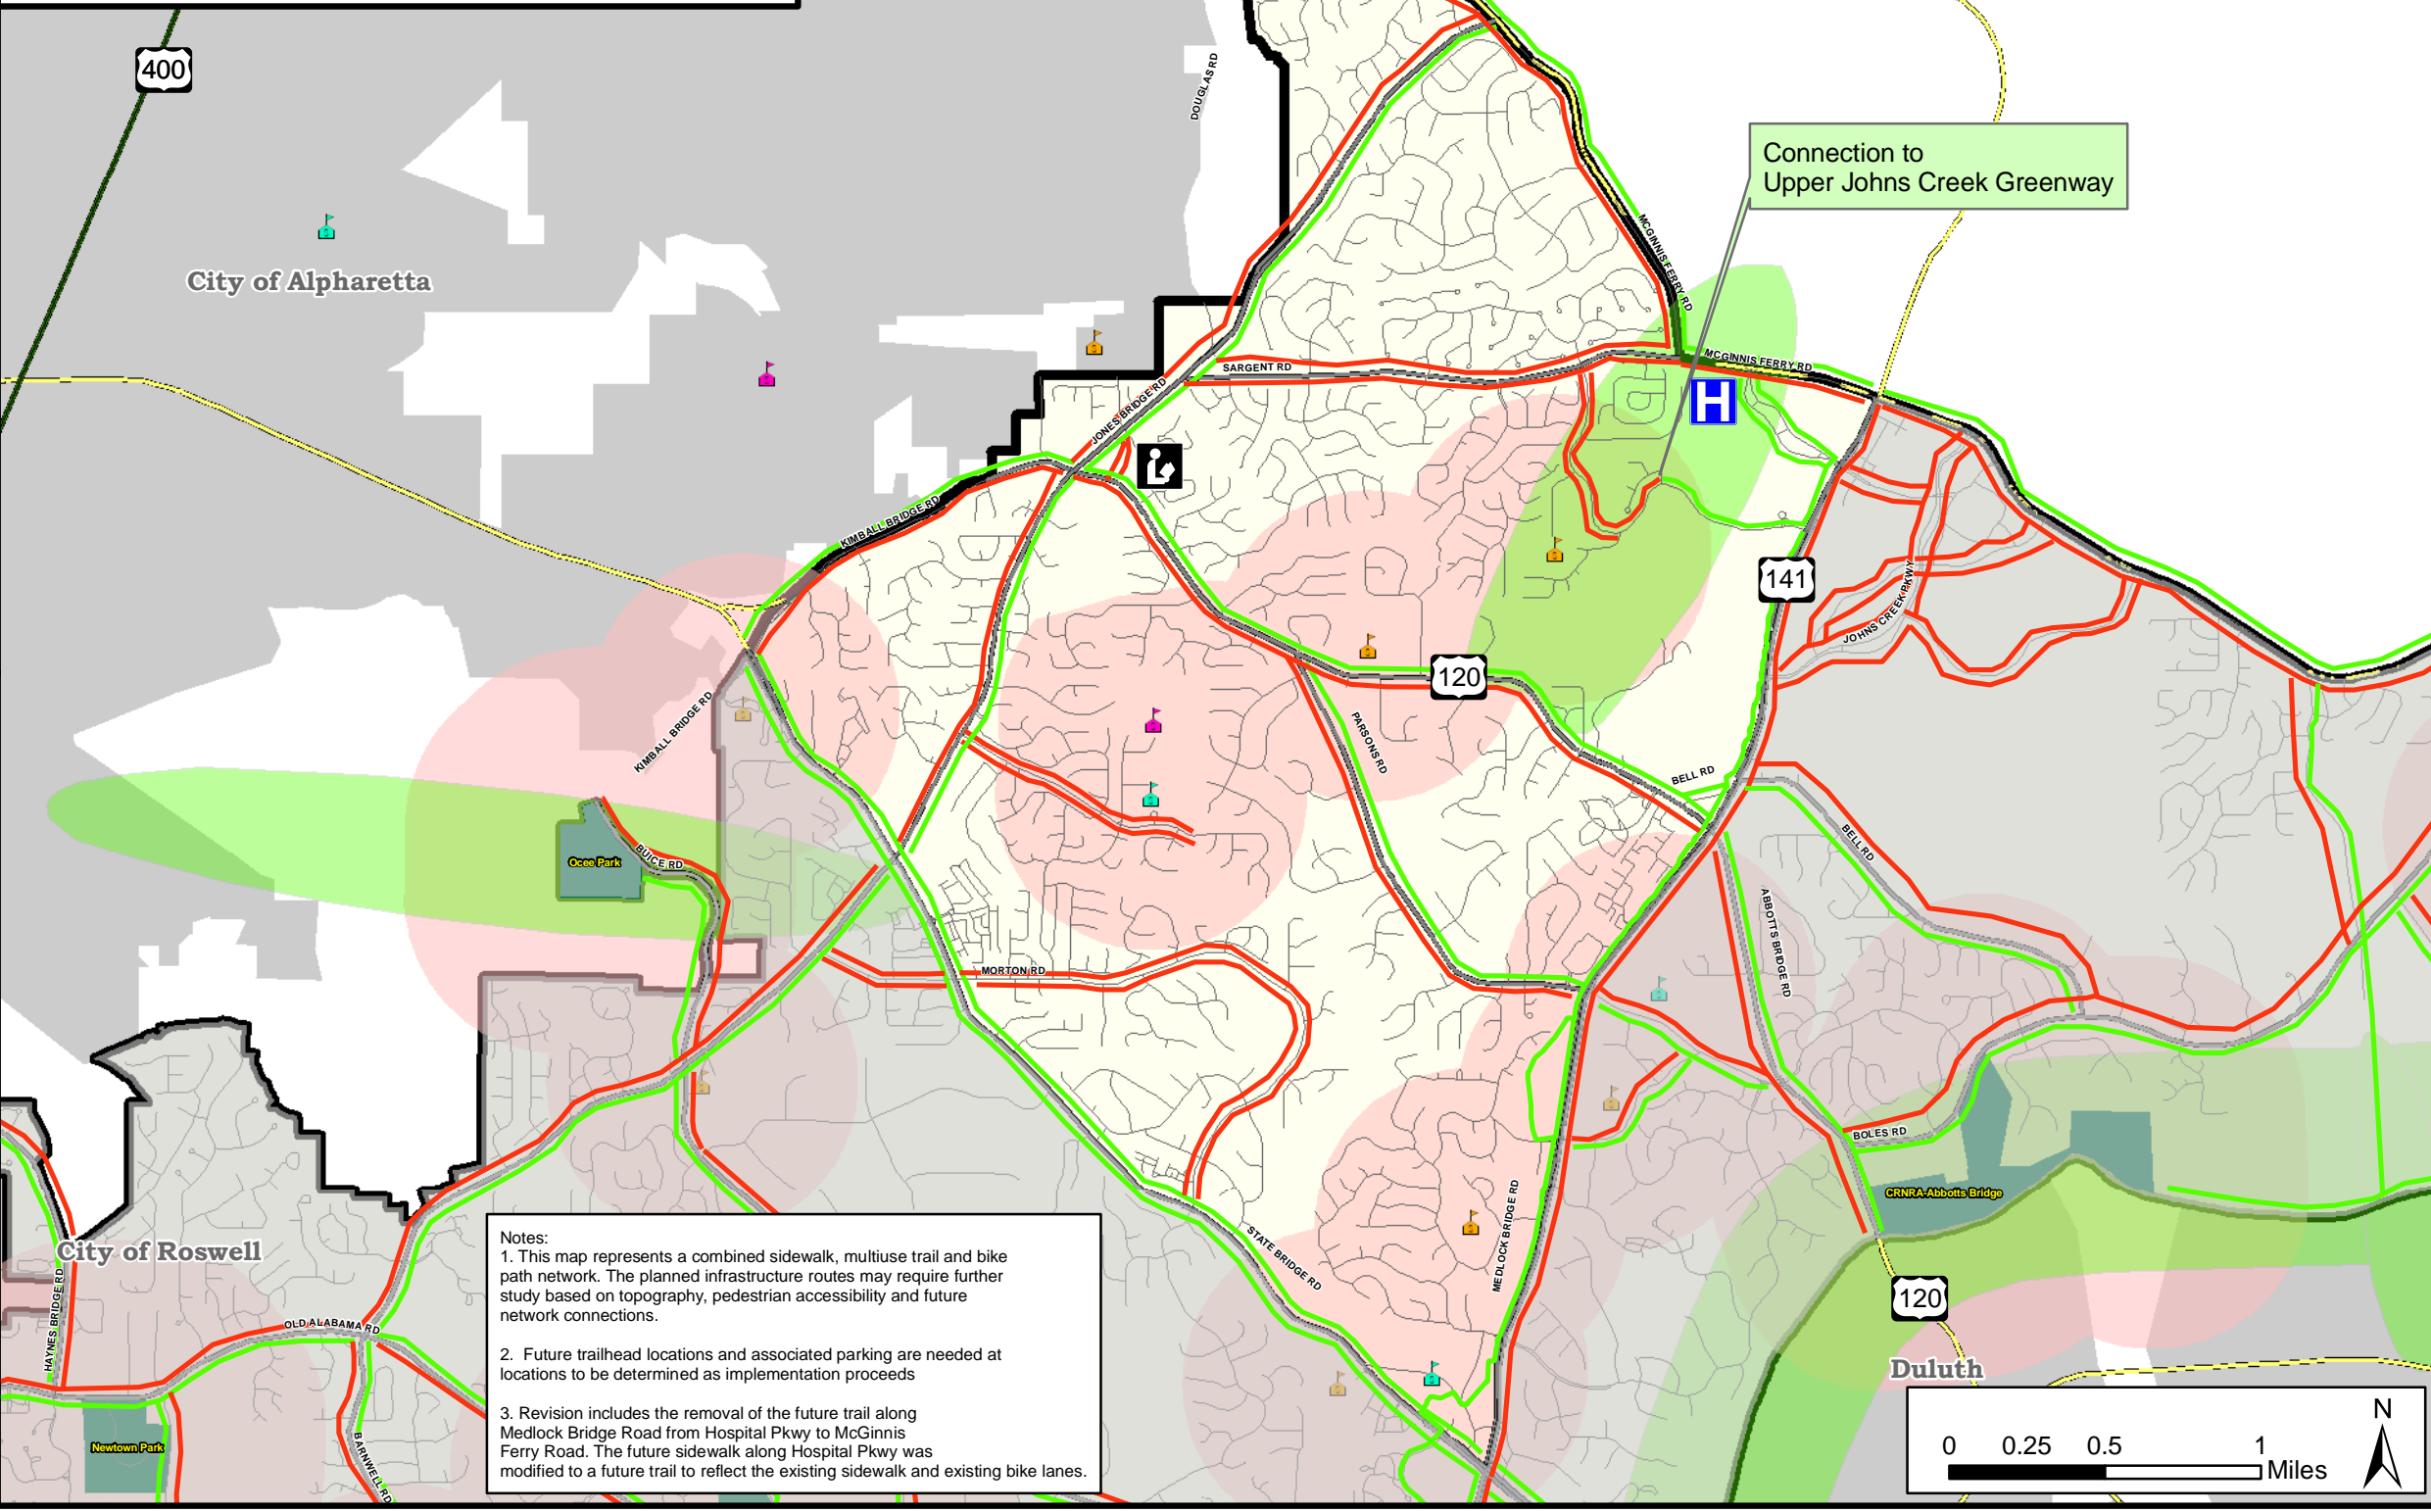 400
DOUGLAS RD
Connection to
Upper Johns Creek Greenway
City of Alpharetta
MCGINNIS FERRY RD
MCGINNIS FERRY RD
SARGENT RD
JONES BRIDGE RD
H
KIMBALL BRIDGE RD
141
JOHNS CREEK PKWY
120
KIMBALL BRIDGE RD
PARSONS RD
BELL RD
BELL RD
Ocee Park
BUICE RD
ABBOTTS BRIDGE RD
MORTON RD
BOLES RD
CRNRA-Abbotts Bridge
City of Roswell
STATE BRIDGE RD
MEDLOCK BRIDGE RD
120
HAYNES BRIDGE RD
OLD ALABAMA RD
Duluth
Newtown Park
BARNWELL RD
Notes:
1. This map represents a combined sidewalk, multiuse trail and bike
path network. The planned infrastructure routes may require further
study based on topography, pedestrian accessibility and future
network connections.
2. Future trailhead locations and associated parking are needed at
locations to be determined as implementation proceeds
3. Revision includes the removal of the future trail along
Medlock Bridge Road from Hospital Pkwy to McGinnis
Ferry Road. The future sidewalk along Hospital Pkwy was
modified to a future trail to reflect the existing sidewalk and existing bike lanes.
N
0 0.25 0.5 1
Miles